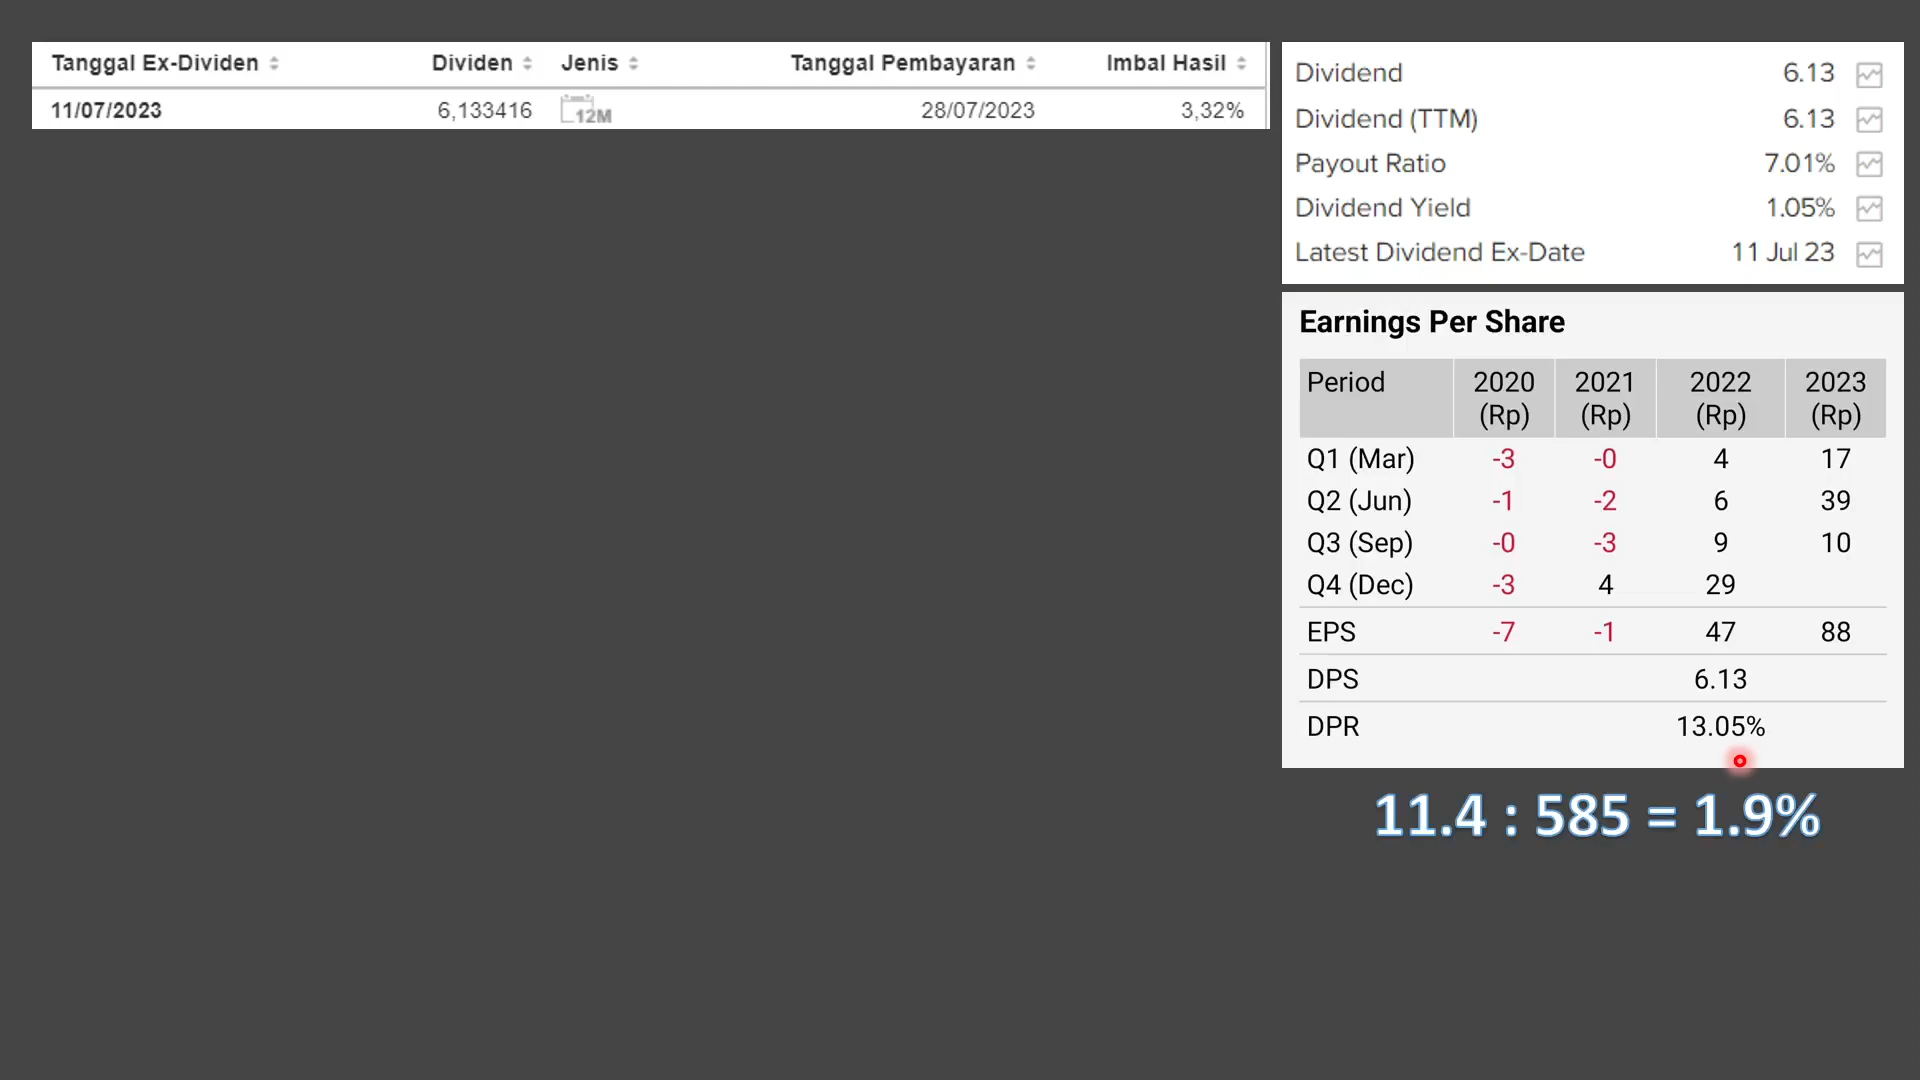 Tanggal Ex-Dividen Dividen Jenis Tanggal Pembayaran Imbal Hasil
11/07/2023 6,133416 12M 28/07/2023 3,32%
Dividend 6.13
Dividend (TTM) 6.13
Payout Ratio 7.01%
Dividend Yield 1.05%
Latest Dividend Ex-Date 11 Jul 23
Earnings Per Share
Period 2020 2021 2022 2023
(Rp) (Rp) (Rp) (Rp)
Q1 (Mar) -3 -0 4 17
Q2 (Jun) -1 -2 6 39
Q3 (Sep) -0 -3 9 10
Q4 (Dec) -3 4 29
EPS -7 -1 47 88
DPS 6.13
DPR 13.05%
11.4 : 585 = 1.9%